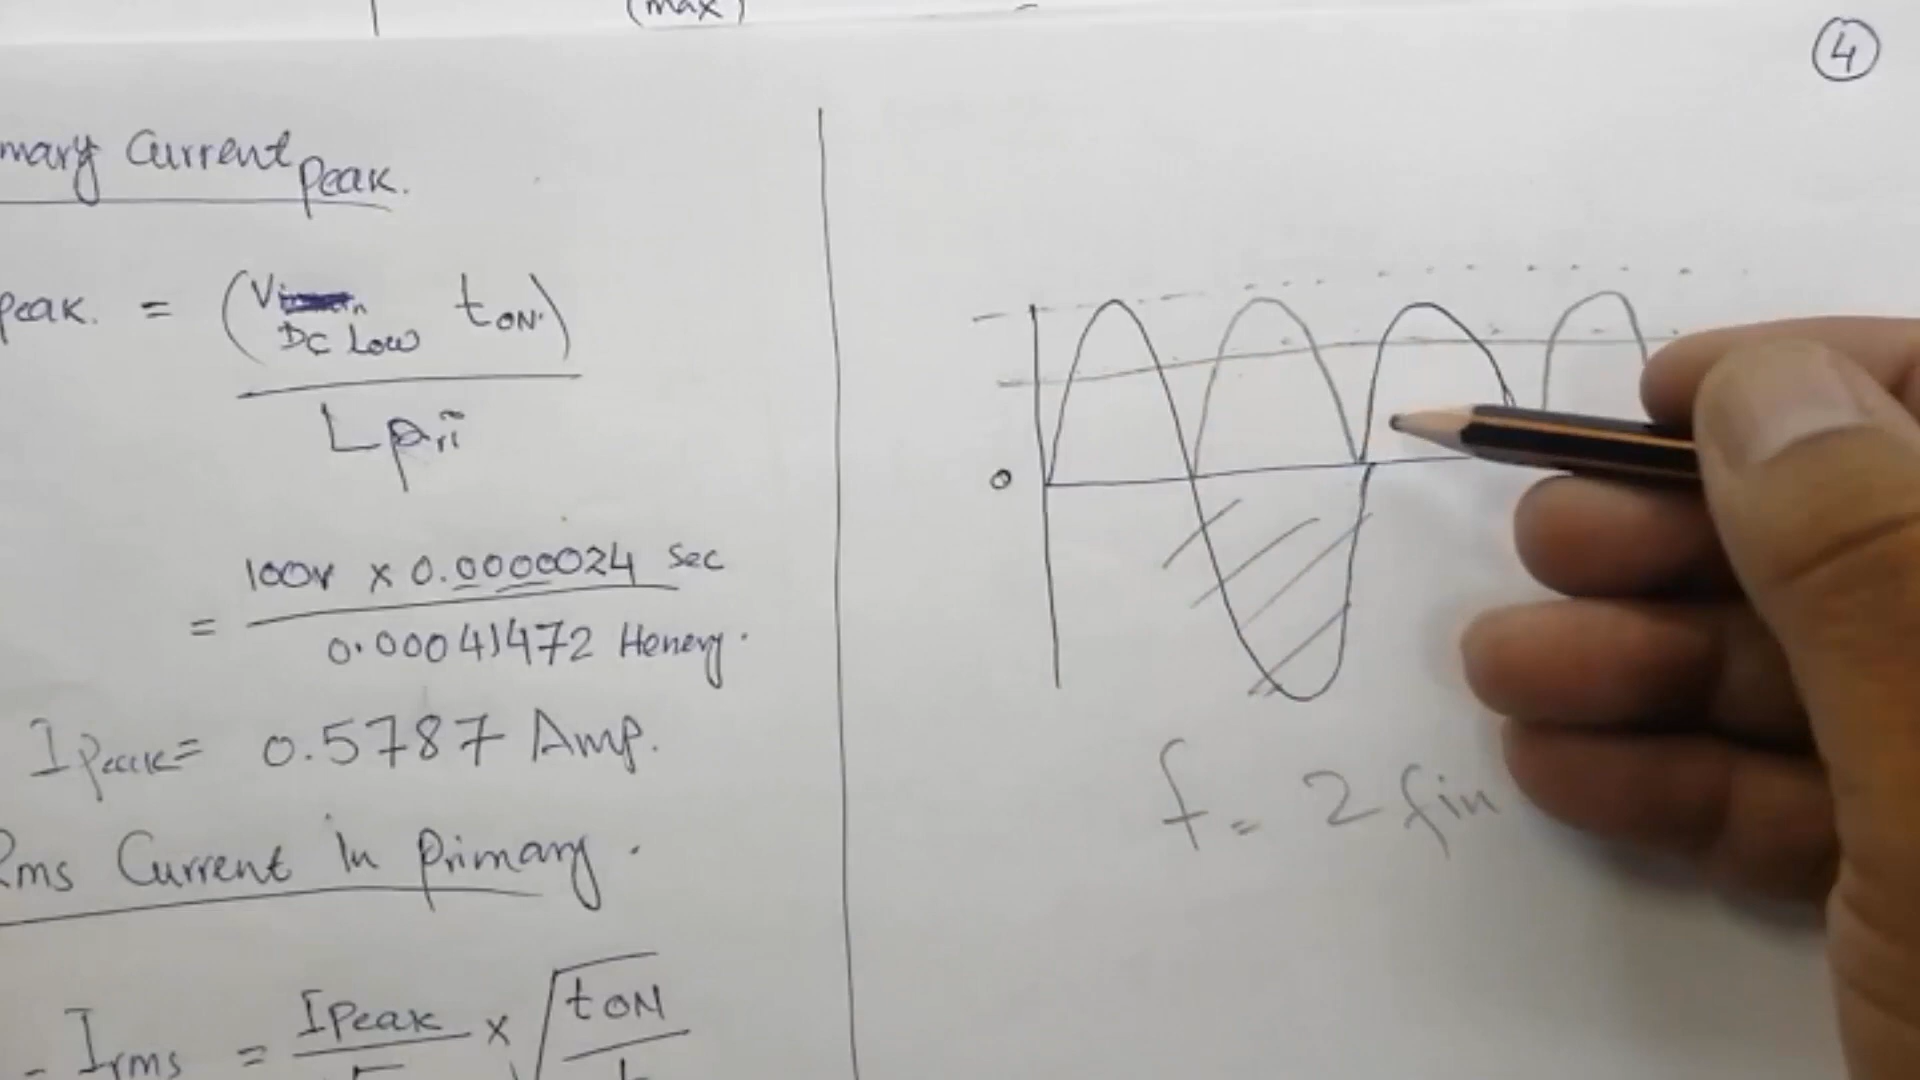 (max)
4
mary Current peak.
peak. = (V DC Low tON.)
Lpri
= 100V x 0.0000024 Sec
0.00041472 Henery.
Ipeak = 0.5787 Amp.
Rms Current In primary.
- Irms = IPeak x √tON
0
f = 2 fin